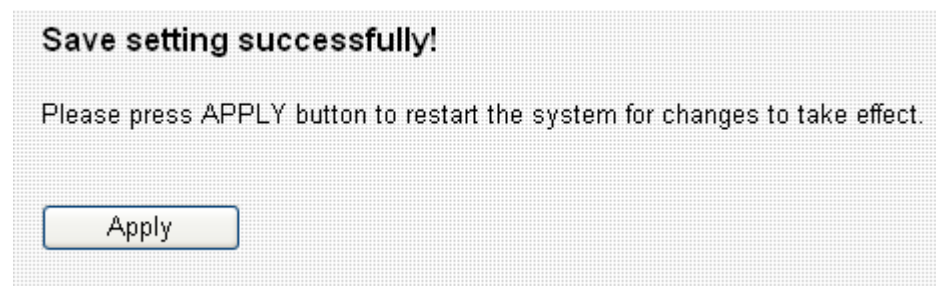 Save setting successfully!
Please press APPLY button to restart the system for changes to take effect.
Apply